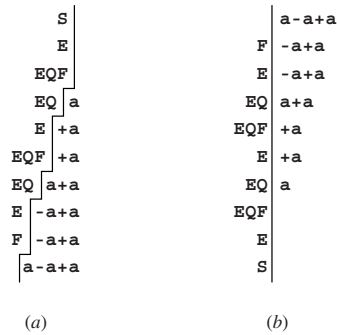 S
E
EQF
EQ a
E +a
EQF +a
EQ a+a
E -a+a
F -a+a
a-a+a
(a)
a-a+a
F -a+a
E -a+a
EQ a+a
EQF +a
E +a
EQ a
EQF
E
S
(b)